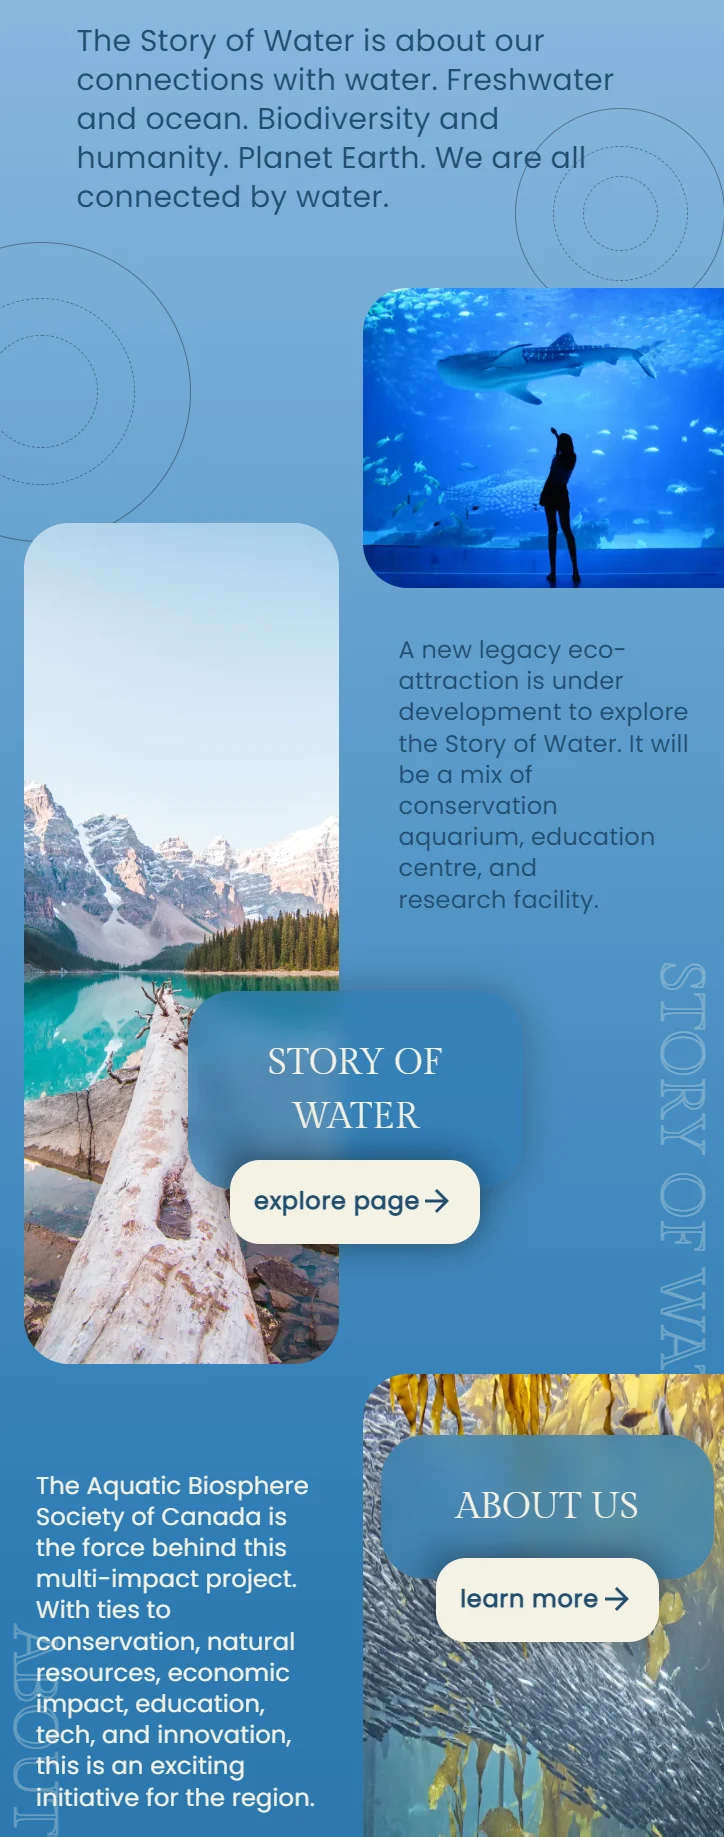 The Story of Water is about our
connections with water. Freshwater
and ocean. Biodiversity and
humanity. Planet Earth. We are all
connected by water.
A new legacy eco-
attraction is under
development to explore
the Story of Water. It will
be a mix of
conservation
aquarium, education
centre, and
research facility.
STORY OF WAT
STORY OF
WATER
explore page
The Aquatic Biosphere
Society of Canada is
the force behind this
multi-impact project.
With ties to
conservation, natural
resources, economic
impact, education,
tech, and innovation,
this is an exciting
initiative for the region.
ABOUT
ABOUT US
learn more